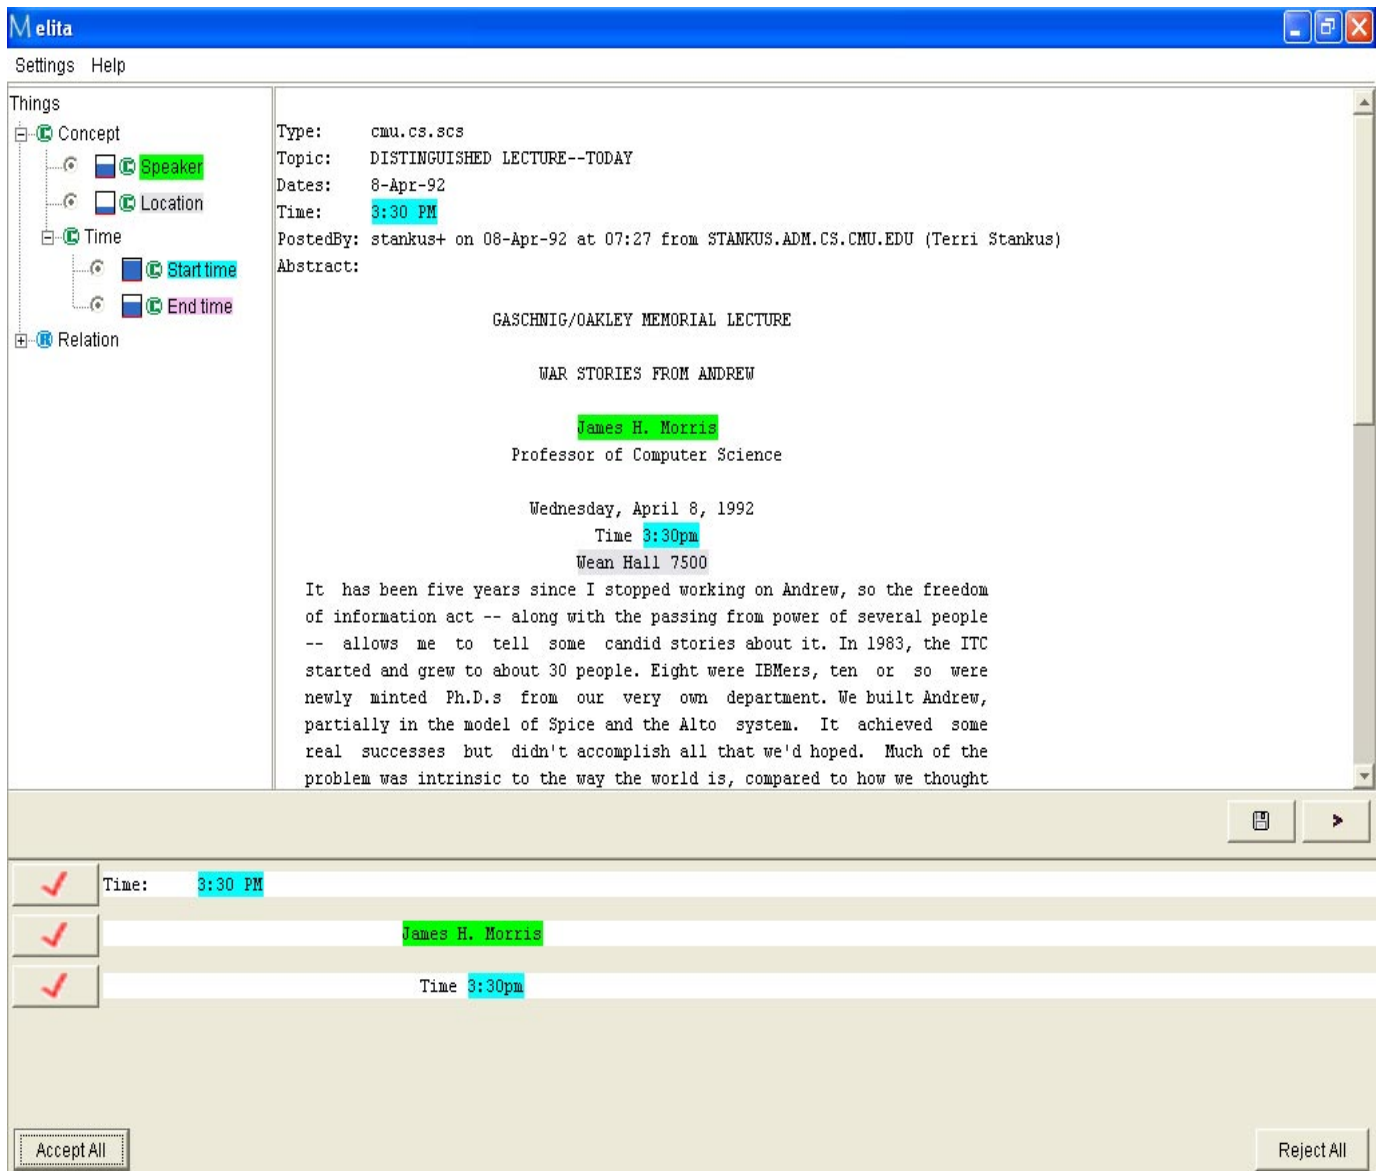 Melita
Settings Help
Things
Concept
Speaker
Location
Time
Start time
End time
Relation
Type: cmu.cs.scs
Topic: DISTINGUISHED LECTURE--TODAY
Dates: 8-Apr-92
Time: 3:30 PM
PostedBy: stankus+ on 08-Apr-92 at 07:27 from STANKUS.ADM.CS.CMU.EDU (Terri Stankus)
Abstract:
GASCHNIG/OAKLEY MEMORIAL LECTURE
WAR STORIES FROM ANDREW
James H. Morris
Professor of Computer Science
Wednesday, April 8, 1992
Time 3:30pm
Wean Hall 7500
It has been five years since I stopped working on Andrew, so the freedom
of information act -- along with the passing from power of several people
-- allows me to tell some candid stories about it. In 1983, the ITC
started and grew to about 30 people. Eight were IBMers, ten or so were
newly minted Ph.D.s from our very own department. We built Andrew,
partially in the model of Spice and the Alto system. It achieved some
real successes but didn't accomplish all that we'd hoped. Much of the
problem was intrinsic to the way the world is, compared to how we thought
Time: 3:30 PM
James H. Morris
Time 3:30pm
Accept All
Reject All